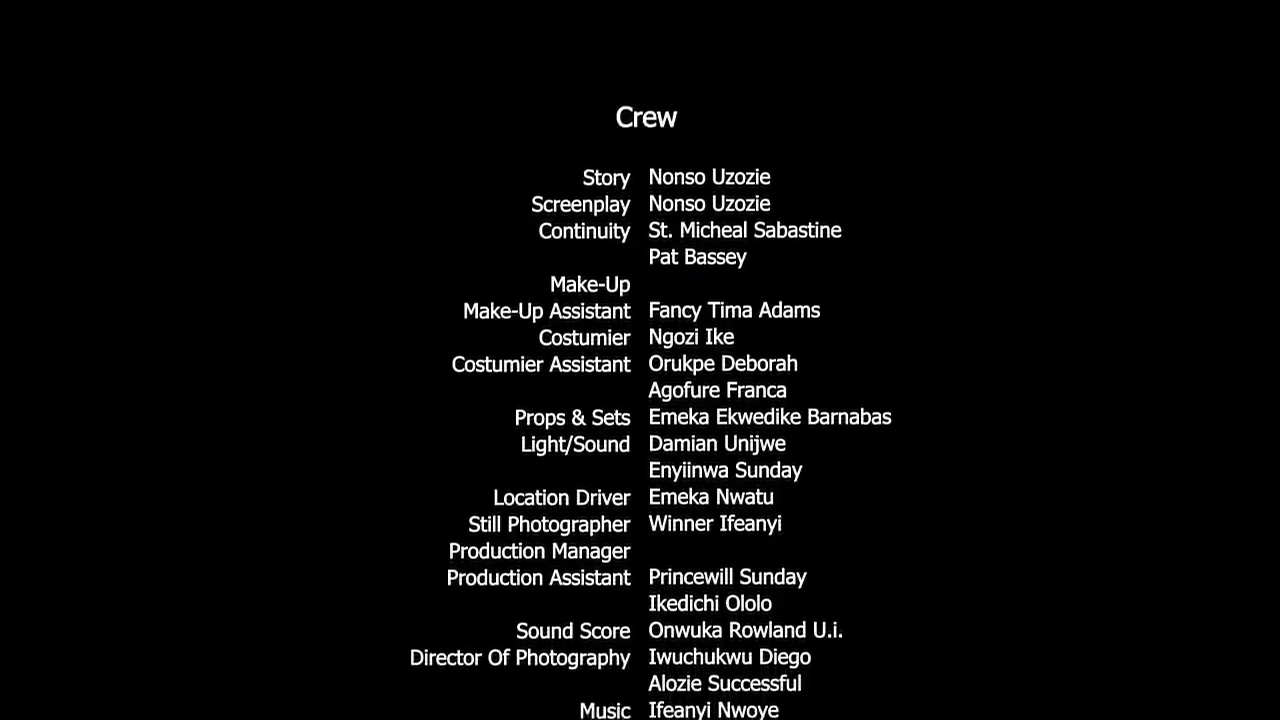 Crew
Story Nonso Uzozie
Screenplay Nonso Uzozie
Continuity St. Micheal Sabastine
Pat Bassey
Make-Up
Make-Up Assistant Fancy Tima Adams
Costumier Ngozi Ike
Costumier Assistant Orukpe Deborah
Agofure Franca
Props & Sets Emeka Ekwedike Barnabas
Light/Sound Damian Unijwe
Enyiinwa Sunday
Location Driver Emeka Nwatu
Still Photographer Winner Ifeanyi
Production Manager
Production Assistant Princewill Sunday
Ikedichi Ololo
Sound Score Onwuka Rowland U.i.
Director Of Photography Iwuchukwu Diego
Alozie Successful
Music Ifeanyi Nwoye